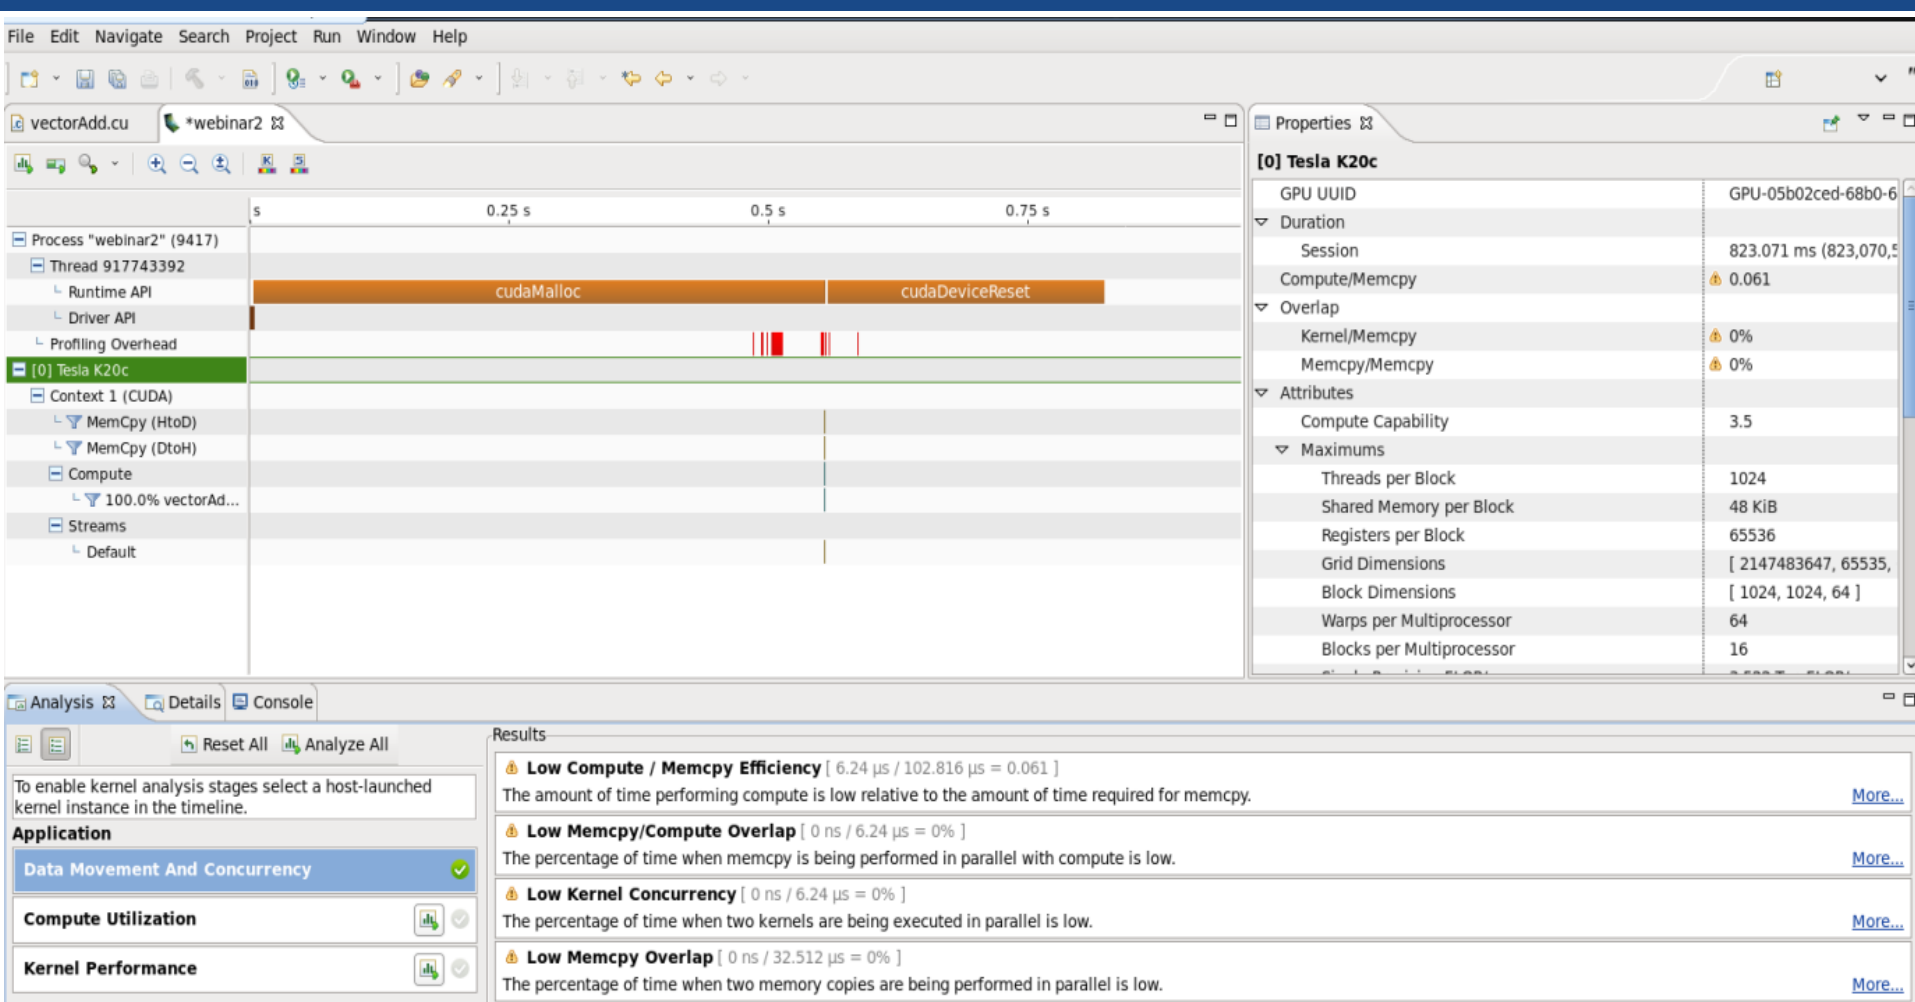 File Edit Navigate Search Project Run Window Help
vectorAdd.cu *webinar2
s 0.25 s 0.5 s 0.75 s
Process "webinar2" (9417)
Thread 917743392
Runtime API cudaMalloc cudaDeviceReset
Driver API
Profiling Overhead
[0] Tesla K20c
Context 1 (CUDA)
MemCpy (HtoD)
MemCpy (DtoH)
Compute
100.0% vectorAd...
Streams
Default
Properties
[0] Tesla K20c
GPU UUID GPU-05b02ced-68b0-6
Duration
Session 823.071 ms (823,070,5
Compute/Memcpy 0.061
Overlap
Kernel/Memcpy 0%
Memcpy/Memcpy 0%
Attributes
Compute Capability 3.5
Maximums
Threads per Block 1024
Shared Memory per Block 48 KiB
Registers per Block 65536
Grid Dimensions [ 2147483647, 65535,
Block Dimensions [ 1024, 1024, 64 ]
Warps per Multiprocessor 64
Blocks per Multiprocessor 16
Analysis Details Console
Reset All Analyze All
To enable kernel analysis stages select a host-launched
kernel instance in the timeline.
Application
Data Movement And Concurrency
Compute Utilization
Kernel Performance
Results
Low Compute / Memcpy Efficiency [ 6.24 µs / 102.816 µs = 0.061 ]
The amount of time performing compute is low relative to the amount of time required for memcpy. More...
Low Memcpy/Compute Overlap [ 0 ns / 6.24 µs = 0% ]
The percentage of time when memcpy is being performed in parallel with compute is low. More...
Low Kernel Concurrency [ 0 ns / 6.24 µs = 0% ]
The percentage of time when two kernels are being executed in parallel is low. More...
Low Memcpy Overlap [ 0 ns / 32.512 µs = 0% ]
The percentage of time when two memory copies are being performed in parallel is low. More...